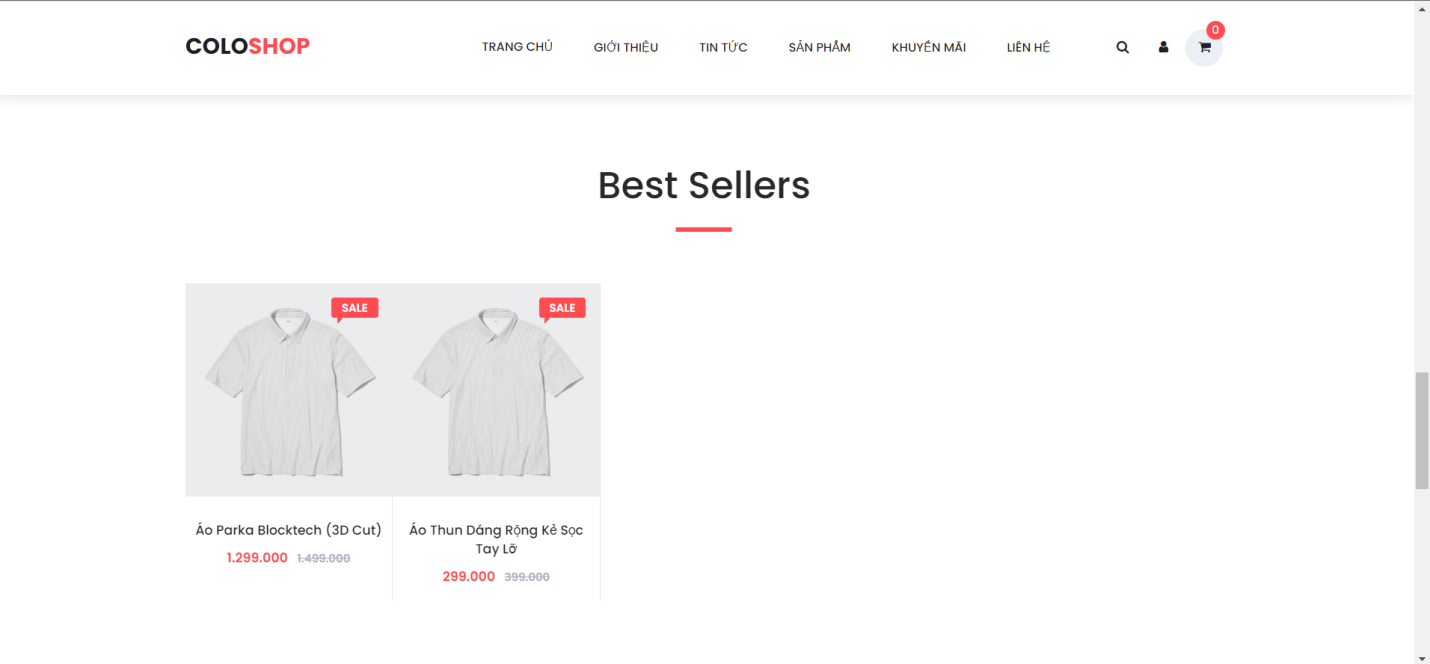 COLOSHOP
TRANG CHỦ
GIỚI THIỆU
TIN TỨC
SẢN PHẨM
KHUYẾN MÃI
LIÊN HỆ
0
Best Sellers
SALE
SALE
Áo Parka Blocktech (3D Cut)
1.299.000 1.499.000
Áo Thun Dáng Rộng Kẻ Sọc
Tay Lỡ
299.000 399.000